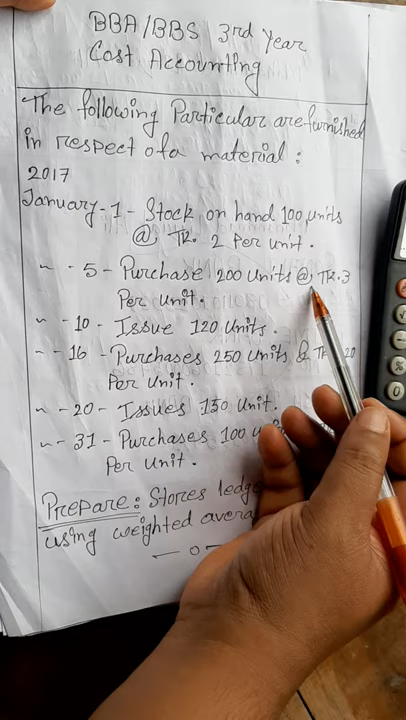 BBA/BBS 3rd Year
Cost Accounting
The following Particular are furnished
in respect of a material :
2017
January-1- Stock on hand 100 units
@ TK. 2 Per unit.
~ - 5 - Purchase 200 Units @ TK. 3
Per unit.
~ -10 - Issue 120 Units.
~ - 16 - Purchases 250 Units @ TK 20
Per unit.
~ -20 - Issues 150 Unit.
~ - 31 - Purchases 100
Per unit.
Prepare: Stores
using weighted
— 0